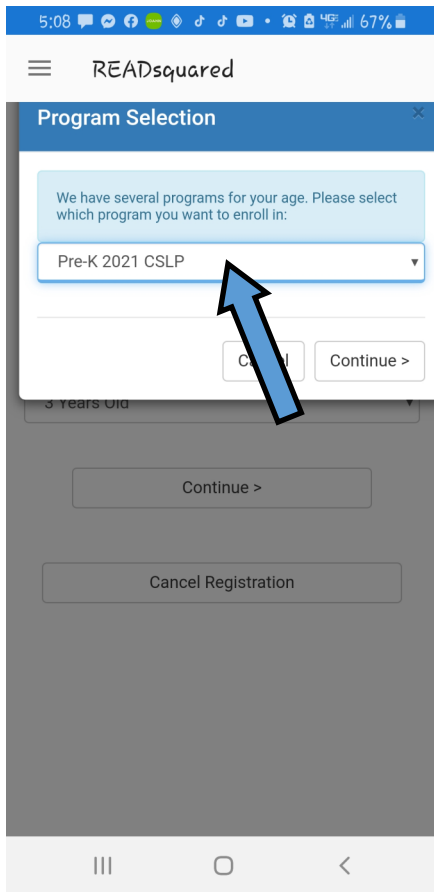 5:08 4GE 67%
READsquared
Program Selection ×
We have several programs for your age. Please select
which program you want to enroll in:
Pre-K 2021 CSLP
Continue >
3 Years Old
Continue >
Cancel Registration